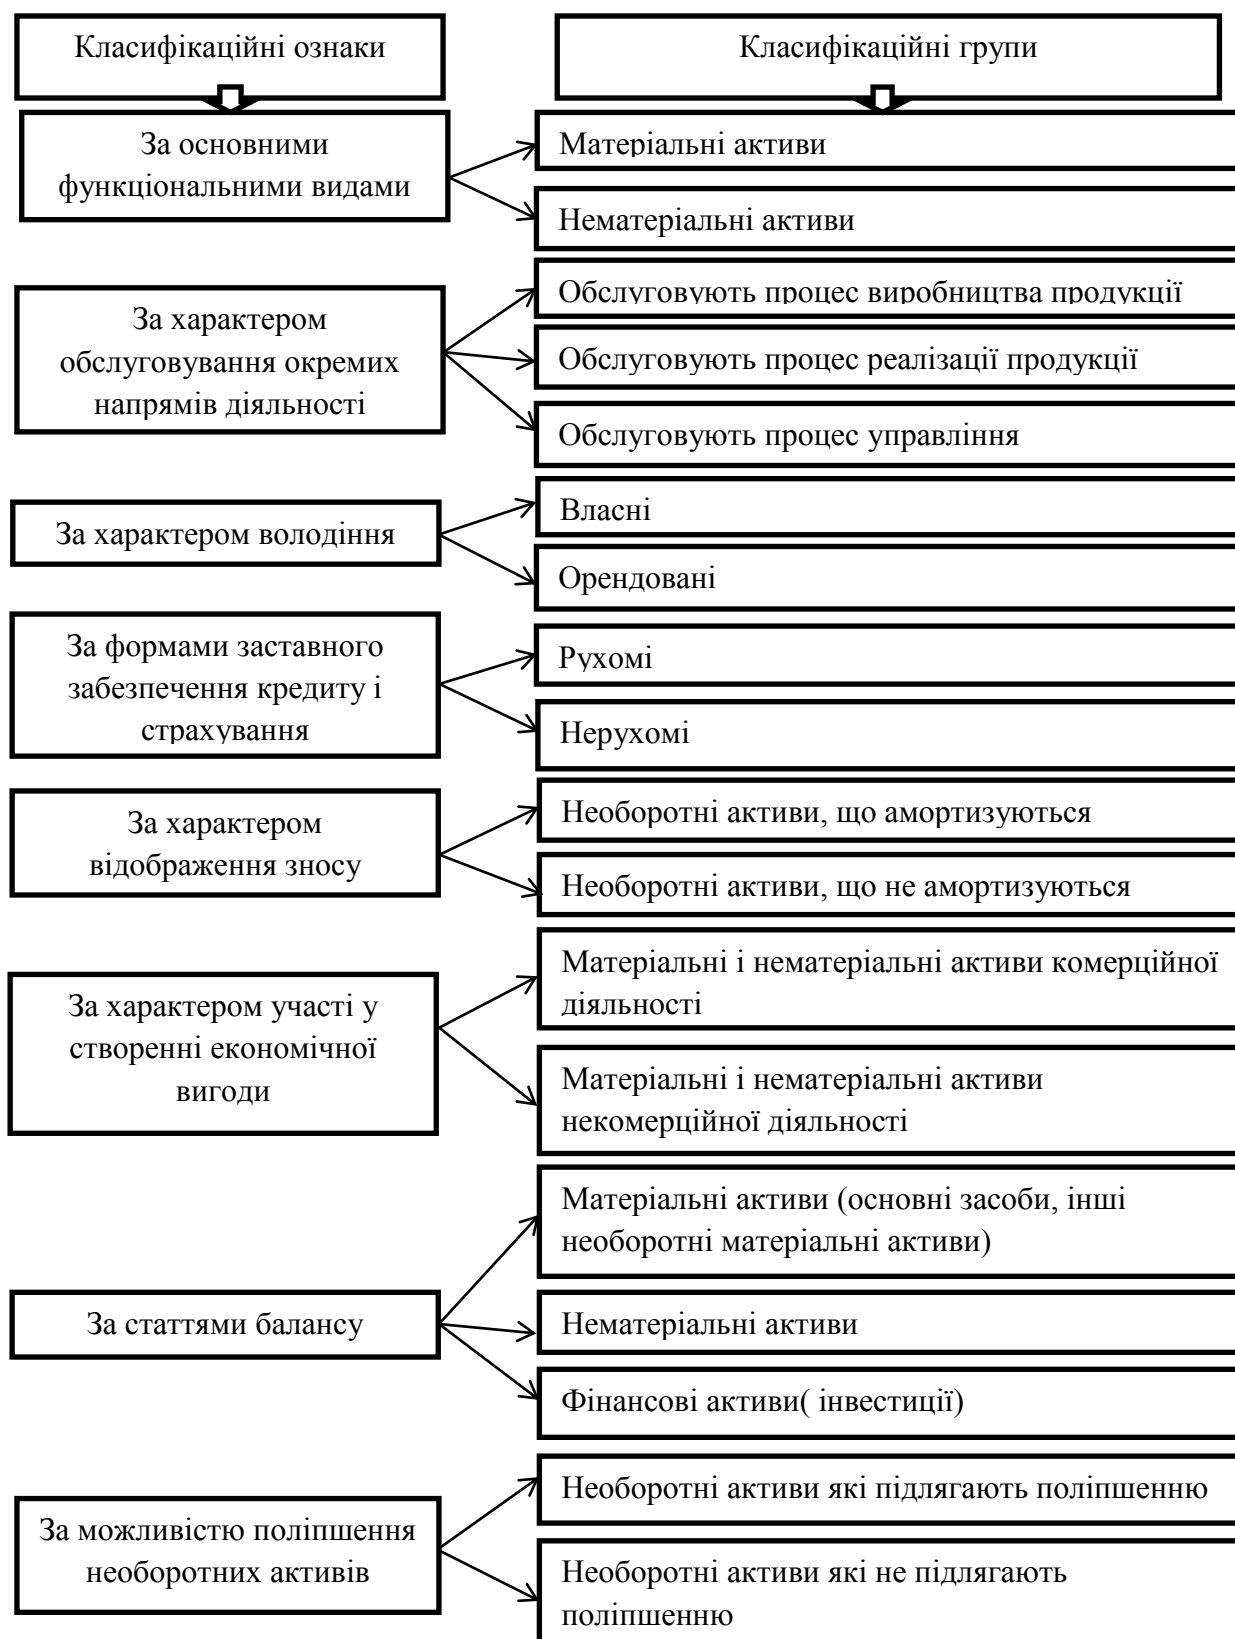 Класифікаційні ознаки
Класифікаційні групи
За основними
функціональними видами
Матеріальні активи
Нематеріальні активи
За характером
обслуговування окремих
напрямів діяльності
Обслуговують процес виробництва продукції
Обслуговують процес реалізації продукції
Обслуговують процес управління
За характером володіння
Власні
Орендовані
За формами заставного
забезпечення кредиту і
страхування
Рухомі
Нерухомі
За характером
відображення зносу
Необоротні активи, що амортизуються
Необоротні активи, що не амортизуються
За характером участі у
створенні економічної
вигоди
Матеріальні і нематеріальні активи комерційної
діяльності
Матеріальні і нематеріальні активи
некомерційної діяльності
За статтями балансу
Матеріальні активи (основні засоби, інші
необоротні матеріальні активи)
Нематеріальні активи
Фінансові активи( інвестиції)
За можливістю поліпшення
необоротних активів
Необоротні активи які підлягають поліпшенню
Необоротні активи які не підлягають
поліпшенню